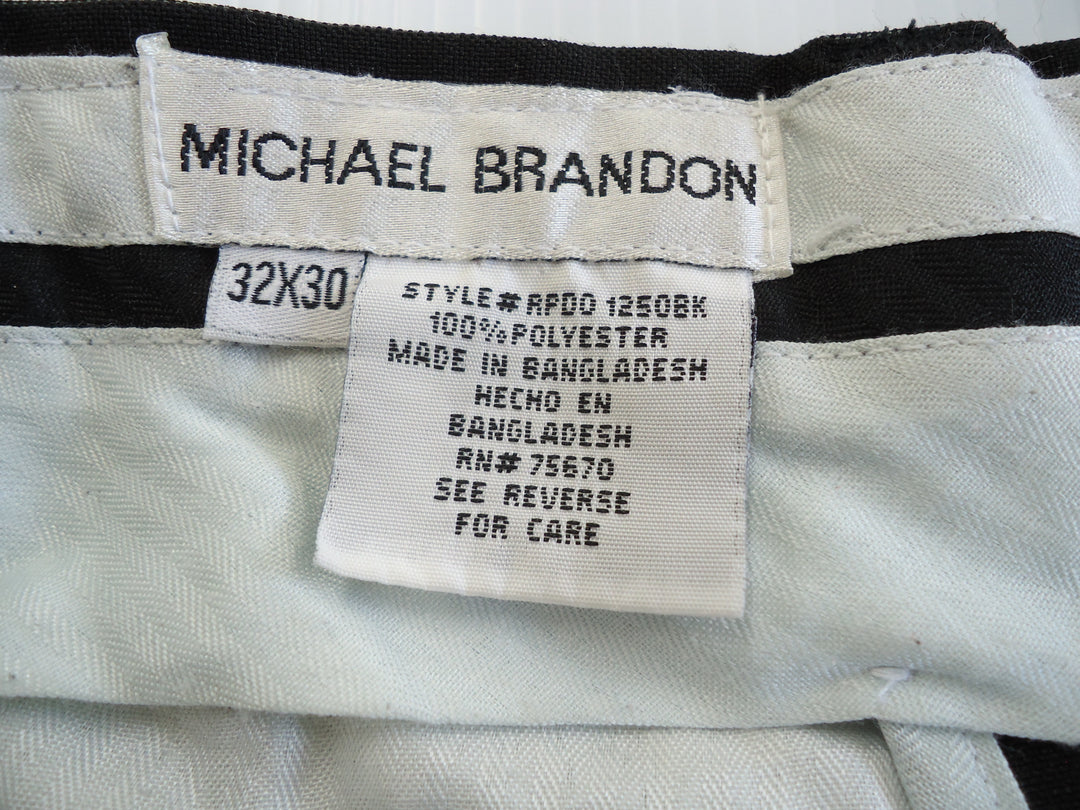 MICHAEL BRANDON
32X30
STYLE# RPDO 1250BK
100% POLYESTER
MADE IN BANGLADESH
HECHO EN
BANGLADESH
RN# 75670
SEE REVERSE
FOR CARE